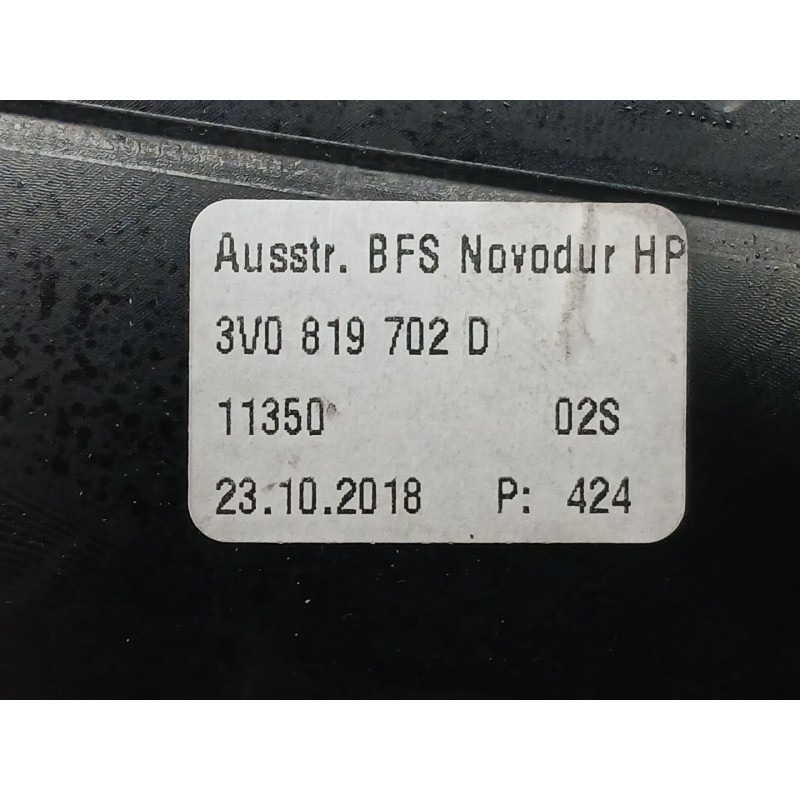 Ausstr. BFS Novodur HP
3V0 819 702 D
11350 02S
23.10.2018 P: 424